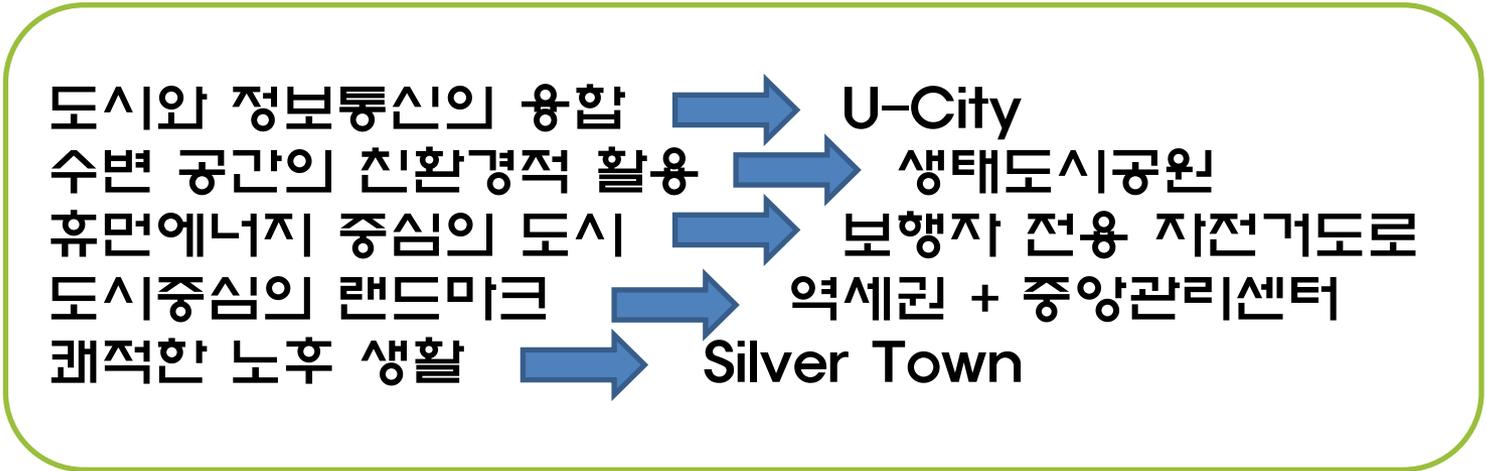 도시와 정보통신의 융합 U-City
수변 공간의 친환경적 활용 생태도시공원
휴먼에너지 중심의 도시 보행자 전용 자전거도로
도시중심의 랜드마크 역세권 + 중앙관리센터
쾌적한 노후 생활 Silver Town